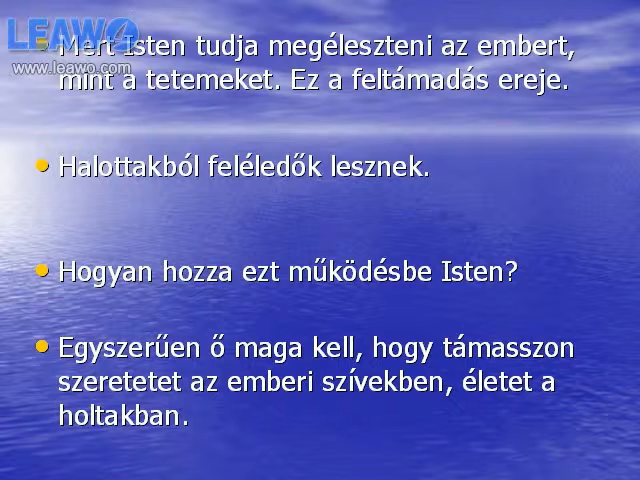 LEAWO
www.leawo.com
Mert Isten tudja megéleszteni az embert,
mint a tetemeket. Ez a feltámadás ereje.
Halottakból feléledők lesznek.
Hogyan hozza ezt működésbe Isten?
Egyszerűen ő maga kell, hogy támasszon
szeretetet az emberi szívekben, életet a
holtakban.